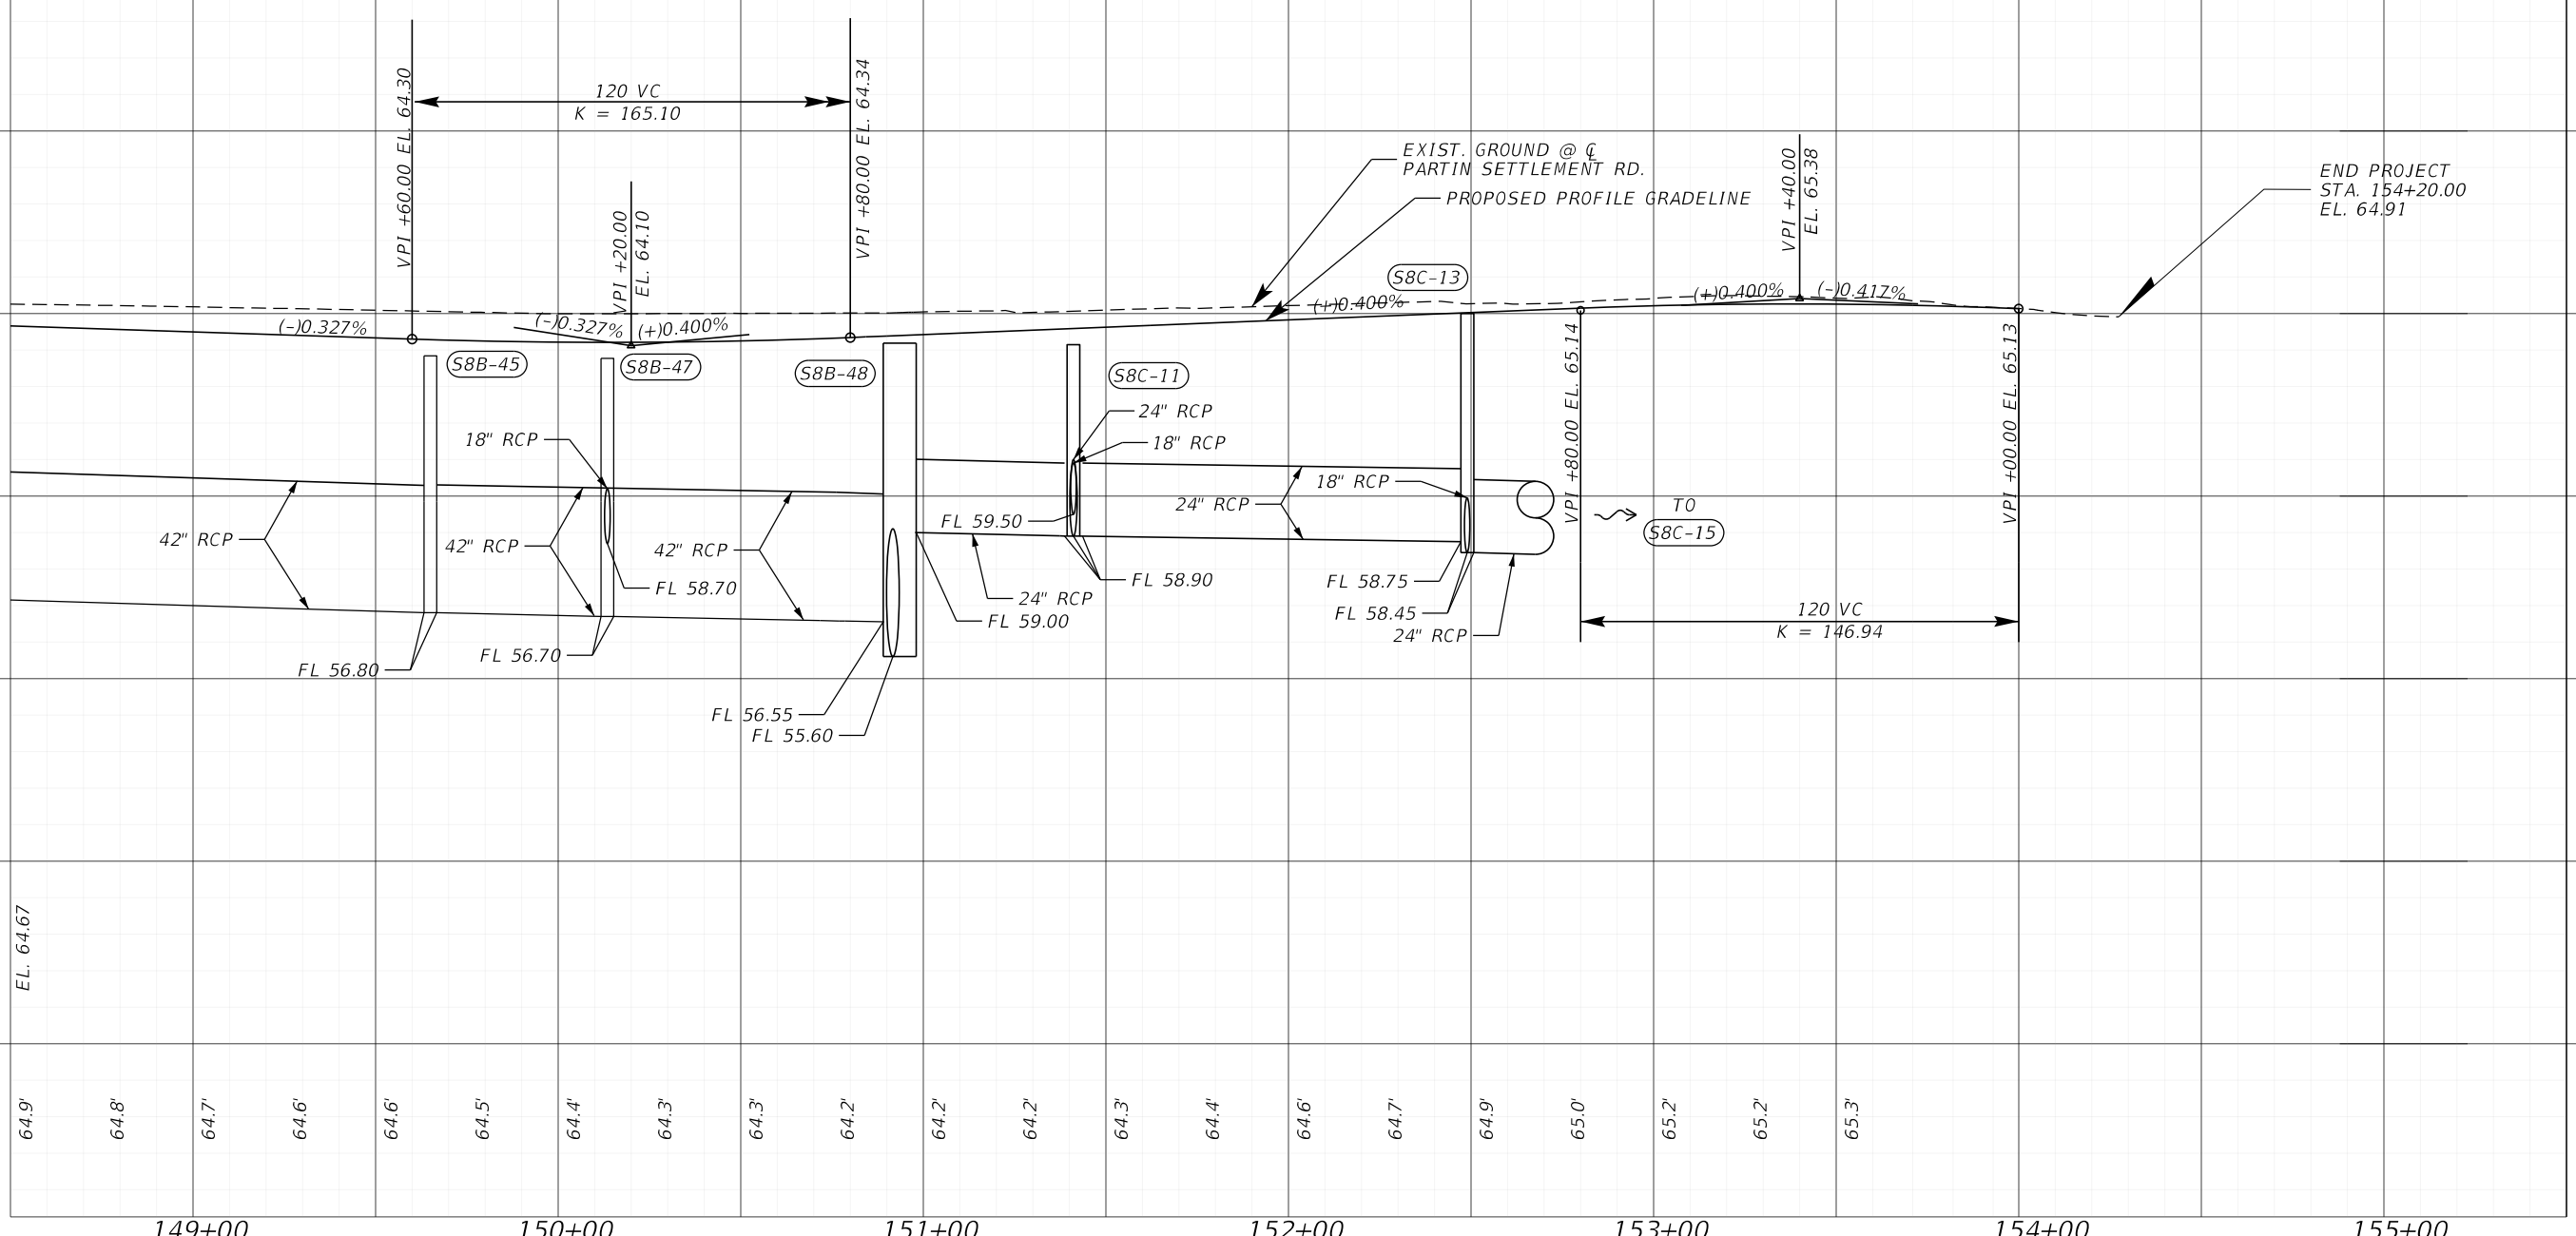 VPI +60.00 EL. 64.30
120 VC
K = 165.10
VPI +80.00 EL. 64.34
VPI +20.00
EL. 64.10
EXIST. GROUND @ ℄
PARTIN SETTLEMENT RD.
PROPOSED PROFILE GRADELINE
VPI +40.00
EL. 65.38
END PROJECT
STA. 154+20.00
EL. 64.91
S8C-13
(-)0.327%
(-)0.327%
(+)0.400%
(+)0.400%
(+)0.400%
(-)0.417%
S8B-45
S8B-47
S8B-48
S8C-11
24" RCP
18" RCP
18" RCP
18" RCP
24" RCP
FL 59.50
42" RCP
42" RCP
42" RCP
FL 58.70
FL 58.90
24" RCP
FL 59.00
FL 58.75
FL 58.45
24" RCP
VPI +80.00 EL. 65.14
TO
S8C-15
VPI +00.00 EL. 65.13
120 VC
K = 146.94
FL 56.80
FL 56.70
FL 56.55
FL 55.60
EL. 64.67
64.9' 64.8' 64.7' 64.6' 64.6' 64.5' 64.4' 64.3' 64.3' 64.2' 64.2' 64.2' 64.3' 64.4' 64.6' 64.7' 64.9' 65.0' 65.2' 65.2' 65.3'
149+00 150+00 151+00 152+00 153+00 154+00 155+00